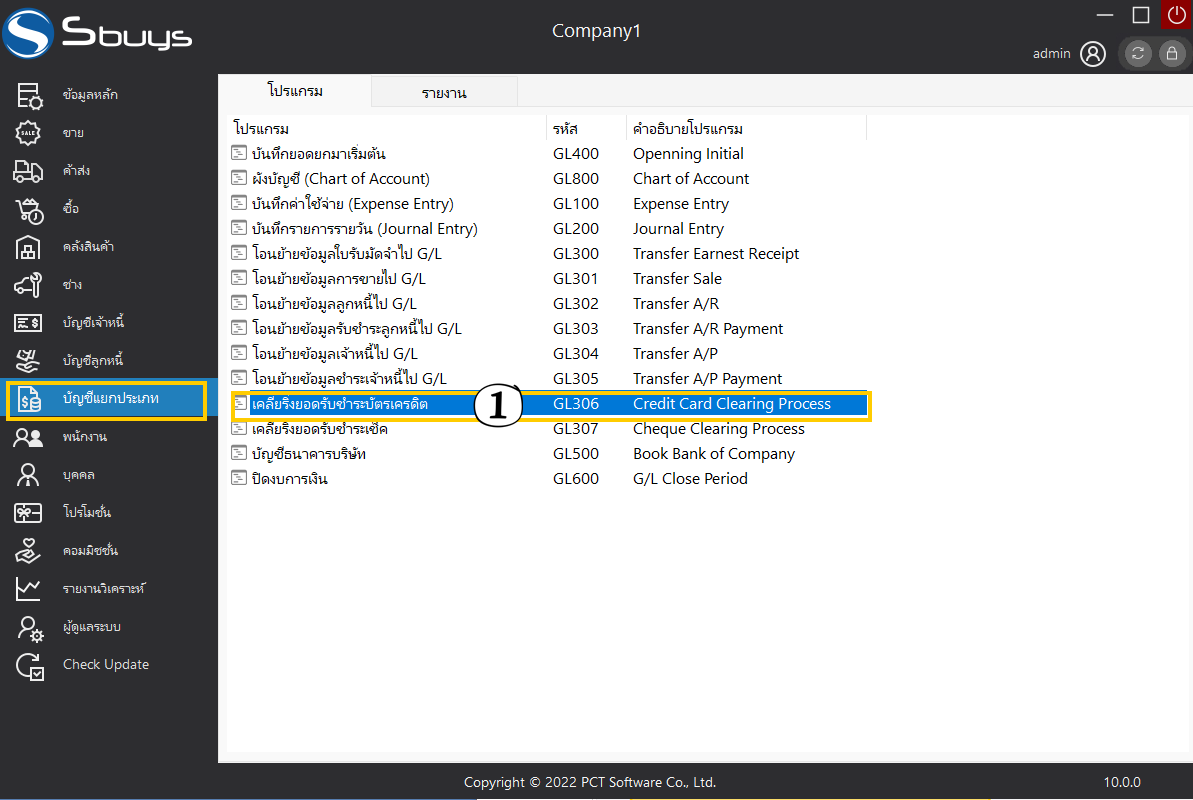 Sbuys
Company1
admin
ข้อมูลหลัก
ขาย
ค้าส่ง
ซื้อ
คลังสินค้า
ช่าง
บัญชีเจ้าหนี้
บัญชีลูกหนี้
บัญชีแยกประเภท
พนักงาน
บุคคล
โปรโมชั่น
คอมมิชชั่น
รายงานวิเคราะห์
ผู้ดูแลระบบ
Check Update
โปรแกรม รายงาน
โปรแกรม รหัส คำอธิบายโปรแกรม
บันทึกยอดยกมาเริ่มต้น GL400 Openning Initial
ผังบัญชี (Chart of Account) GL800 Chart of Account
บันทึกค่าใช้จ่าย (Expense Entry) GL100 Expense Entry
บันทึกรายการรายวัน (Journal Entry) GL200 Journal Entry
โอนย้ายข้อมูลใบรับมัดจำไป G/L GL300 Transfer Earnest Receipt
โอนย้ายข้อมูลการขายไป G/L GL301 Transfer Sale
โอนย้ายข้อมูลลูกหนี้ไป G/L GL302 Transfer A/R
โอนย้ายข้อมูลรับชำระลูกหนี้ไป G/L GL303 Transfer A/R Payment
โอนย้ายข้อมูลเจ้าหนี้ไป G/L GL304 Transfer A/P
โอนย้ายข้อมูลชำระเจ้าหนี้ไป G/L GL305 Transfer A/P Payment
เคลียริ่งยอดรับชำระบัตรเครดิต 1 GL306 Credit Card Clearing Process
เคลียริ่งยอดรับชำระเช็ค GL307 Cheque Clearing Process
บัญชีธนาคารบริษัท GL500 Book Bank of Company
ปิดงบการเงิน GL600 G/L Close Period
Copyright © 2022 PCT Software Co., Ltd.
10.0.0